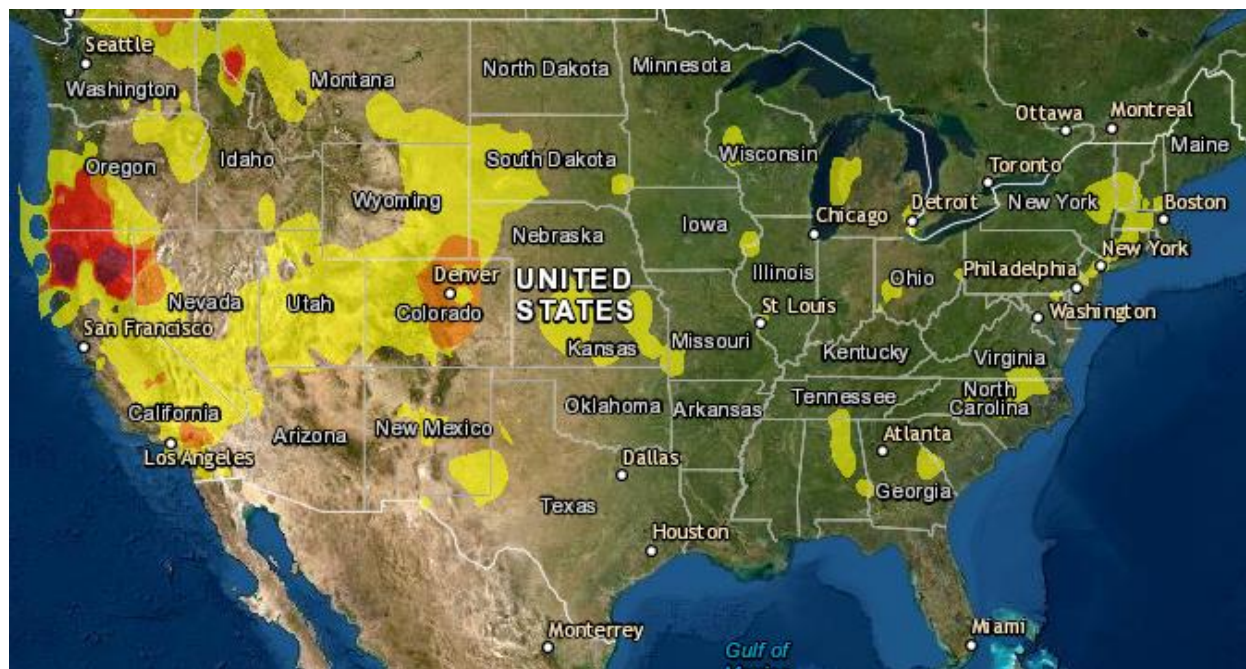 Seattle
Washington
Montana
North Dakota
Minnesota
Ottawa
Montreal
Maine
Oregon
Idaho
South Dakota
Wisconsin
Toronto
Wyoming
Iowa
Chicago
Detroit
New York
Boston
Nebraska
New York
Nevada
Utah
Denver
Colorado
UNITED
STATES
Illinois
Ohio
Philadelphia
San Francisco
St Louis
Washington
Kansas
Missouri
Kentucky
Virginia
California
Arizona
New Mexico
Oklahoma
Arkansas
Tennessee
North
Carolina
Los Angeles
Atlanta
Dallas
Texas
Georgia
Houston
Monterrey
Miami
Gulf of